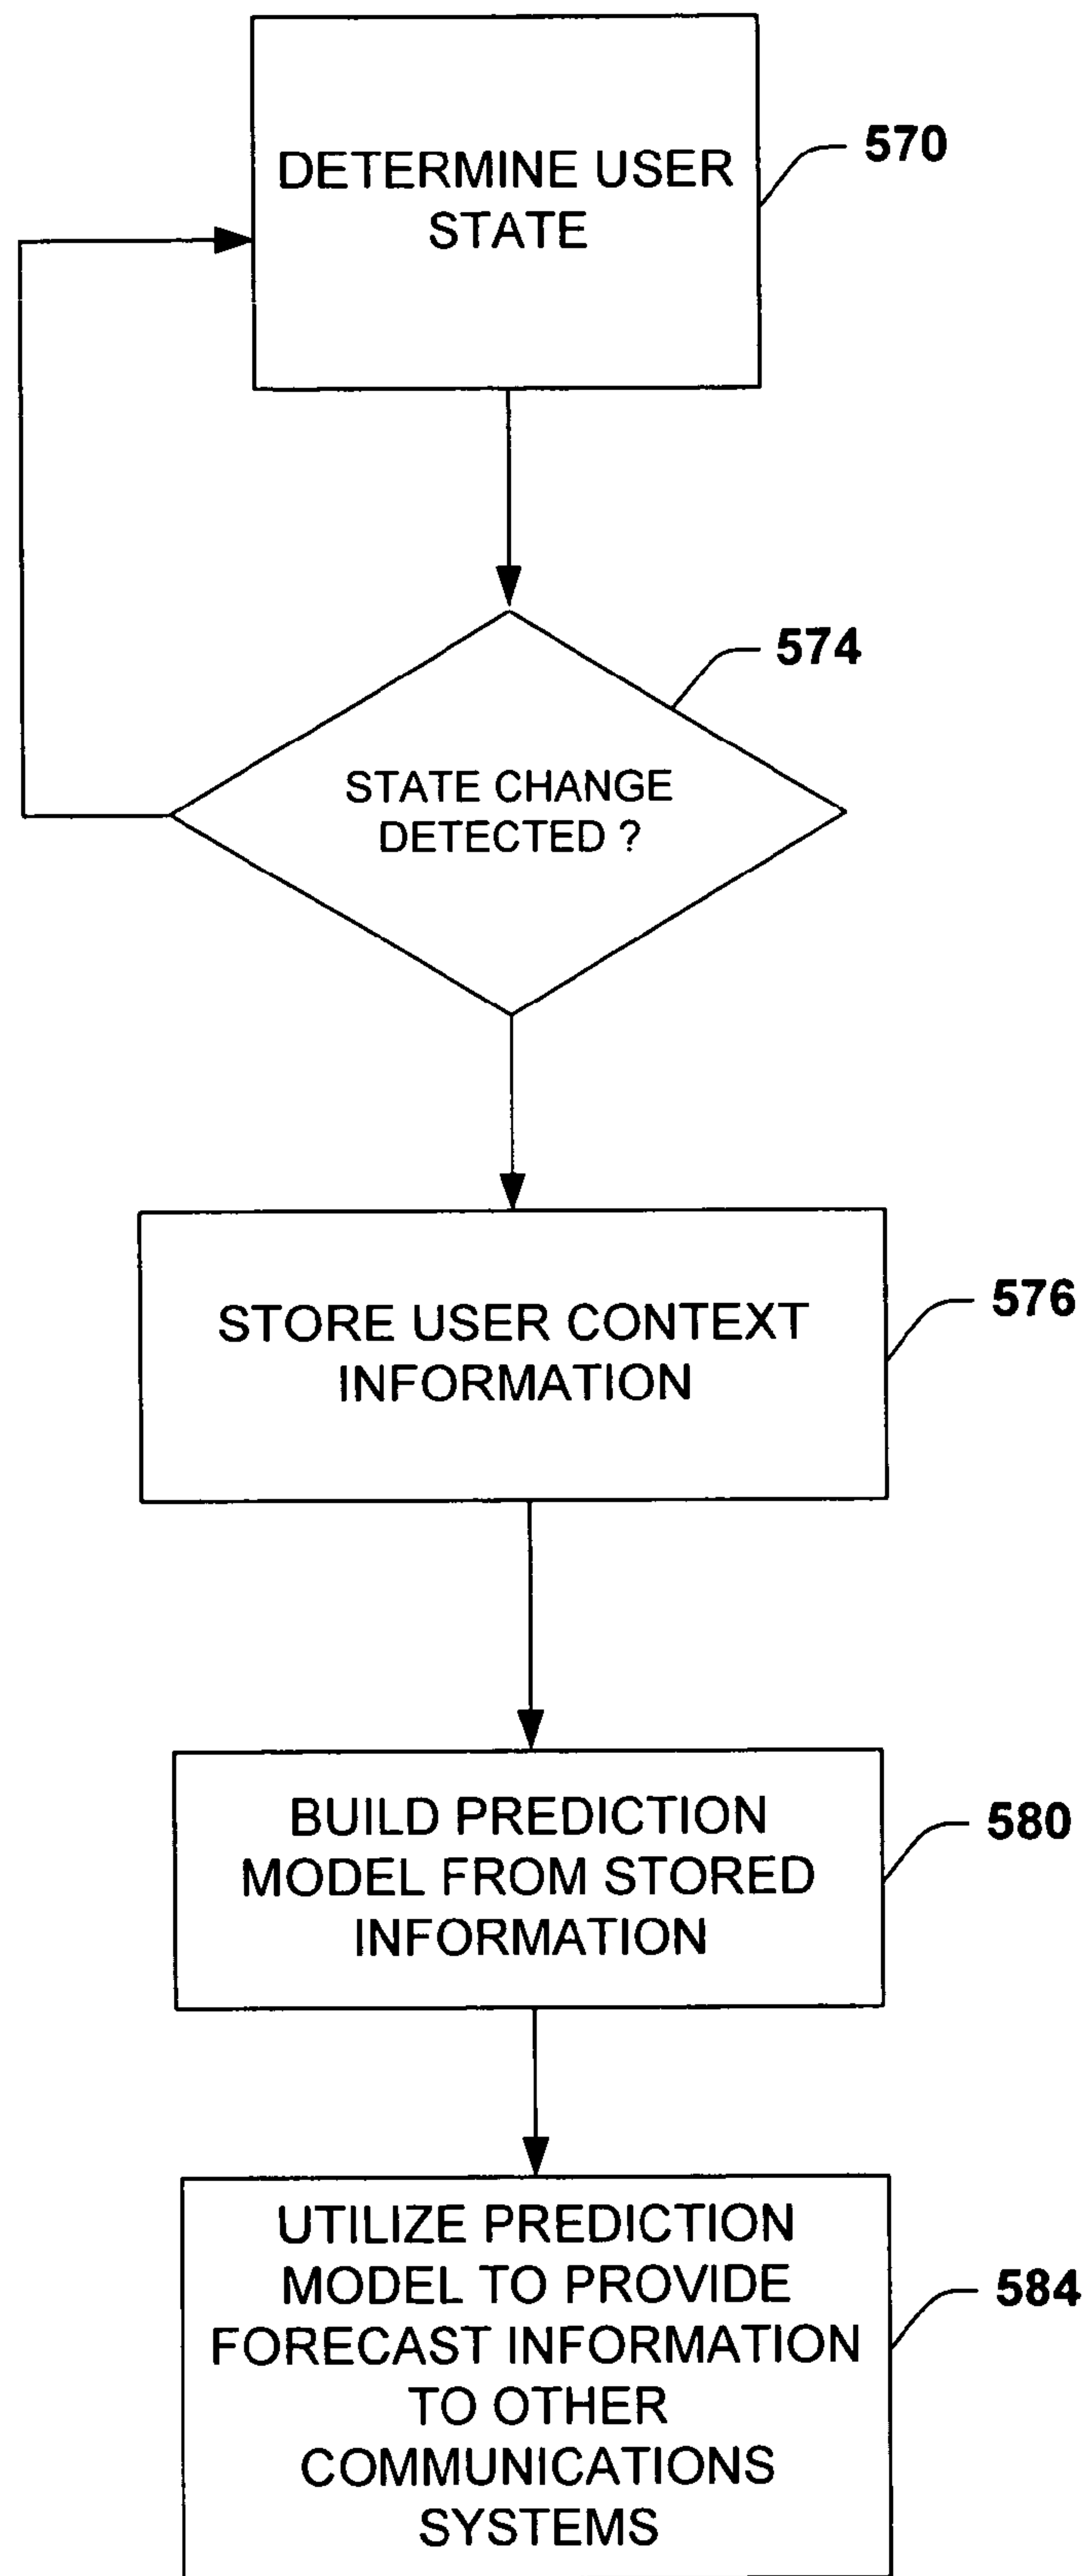 DETERMINE USER
STATE
570
574
STATE CHANGE
DETECTED ?
STORE USER CONTEXT
INFORMATION
576
BUILD PREDICTION
MODEL FROM STORED
INFORMATION
580
UTILIZE PREDICTION
MODEL TO PROVIDE
FORECAST INFORMATION
TO OTHER
COMMUNICATIONS
SYSTEMS
584